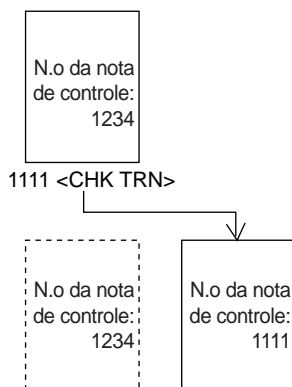 N.o da nota
de controle:
1234
1111 <CHK TRN>
N.o da nota
de controle:
1234
N.o da nota
de controle:
1111